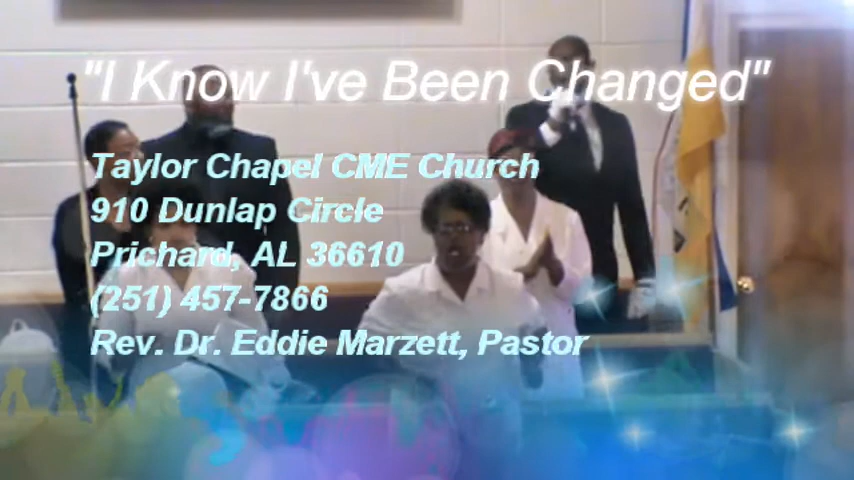 "I Know I've Been Changed"
Taylor Chapel CME Church
910 Dunlap Circle
Prichard, AL 36610
(251) 457-7866
Rev. Dr. Eddie Marzett, Pastor